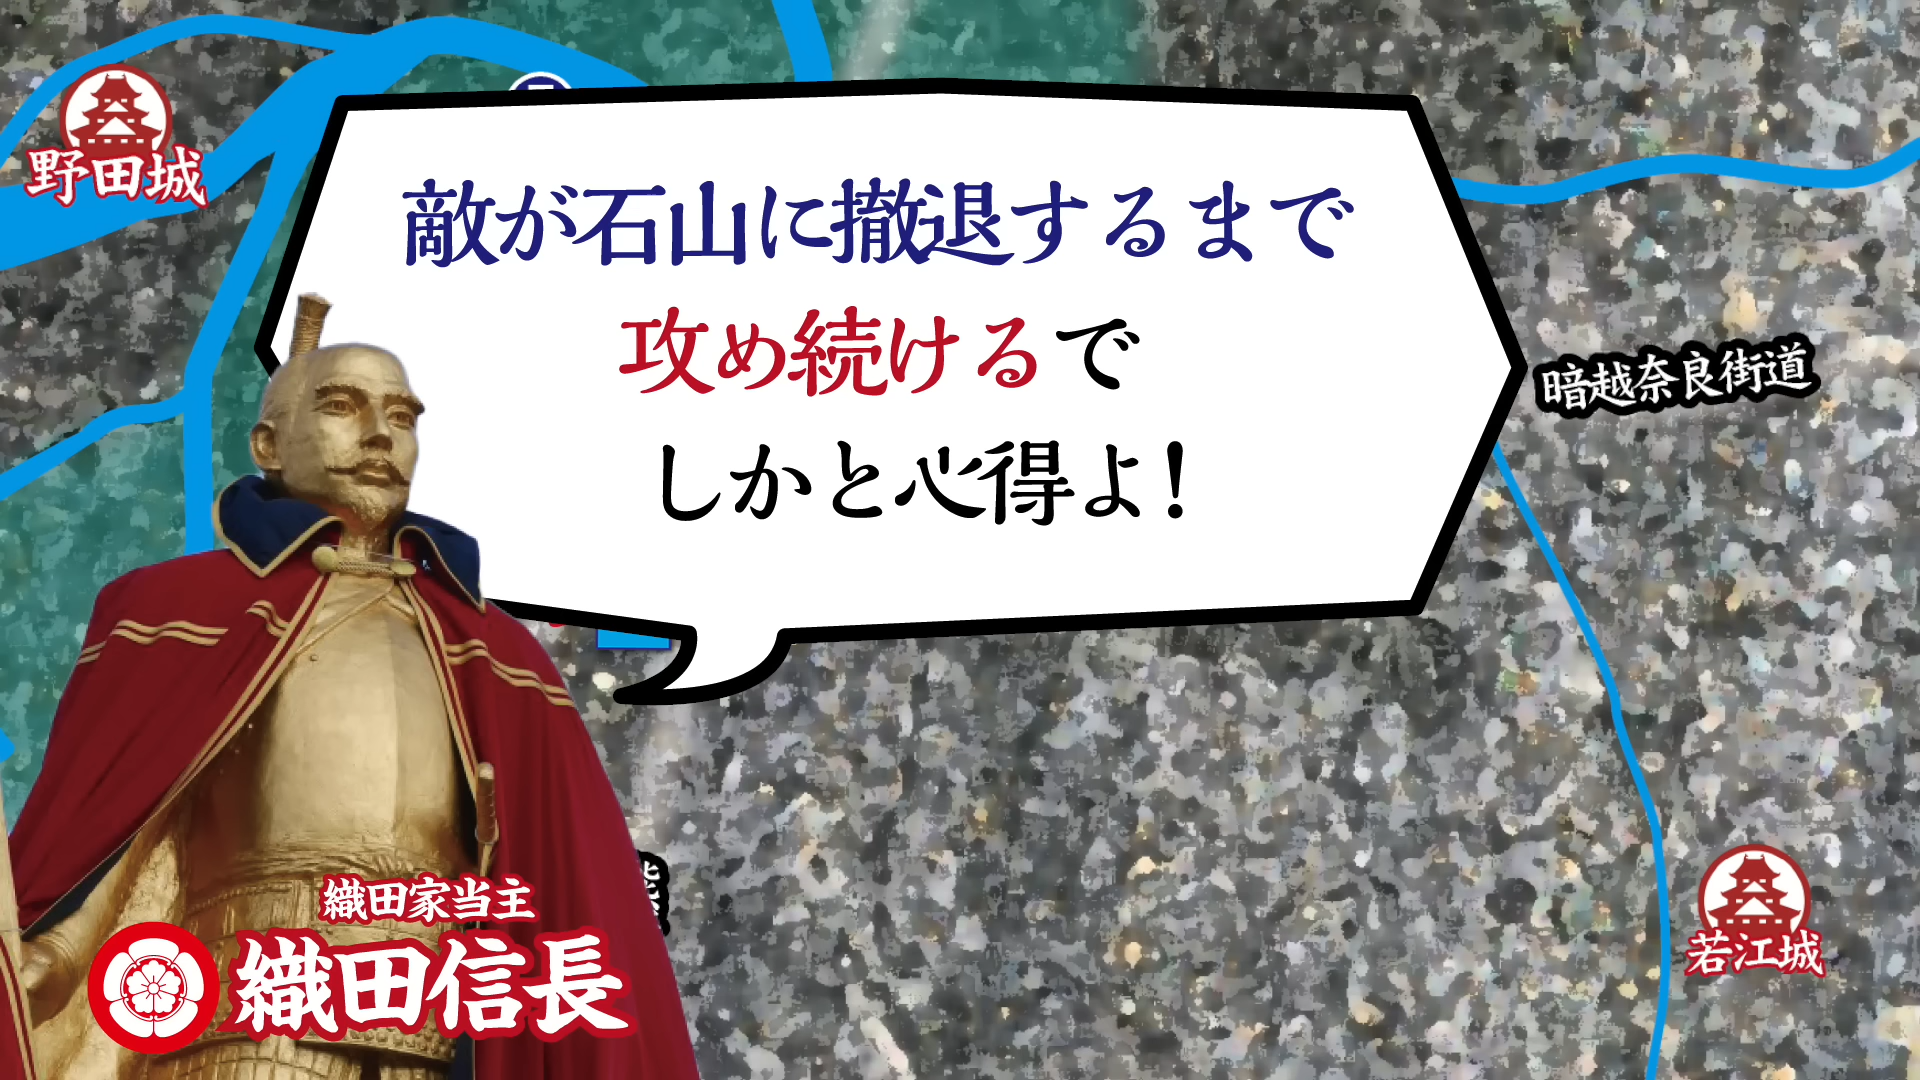 野田城
敵が石山に撤退するまで
攻め続けるで
しかと心得よ!
暗越奈良街道
織田家当主
織田信長
若江城